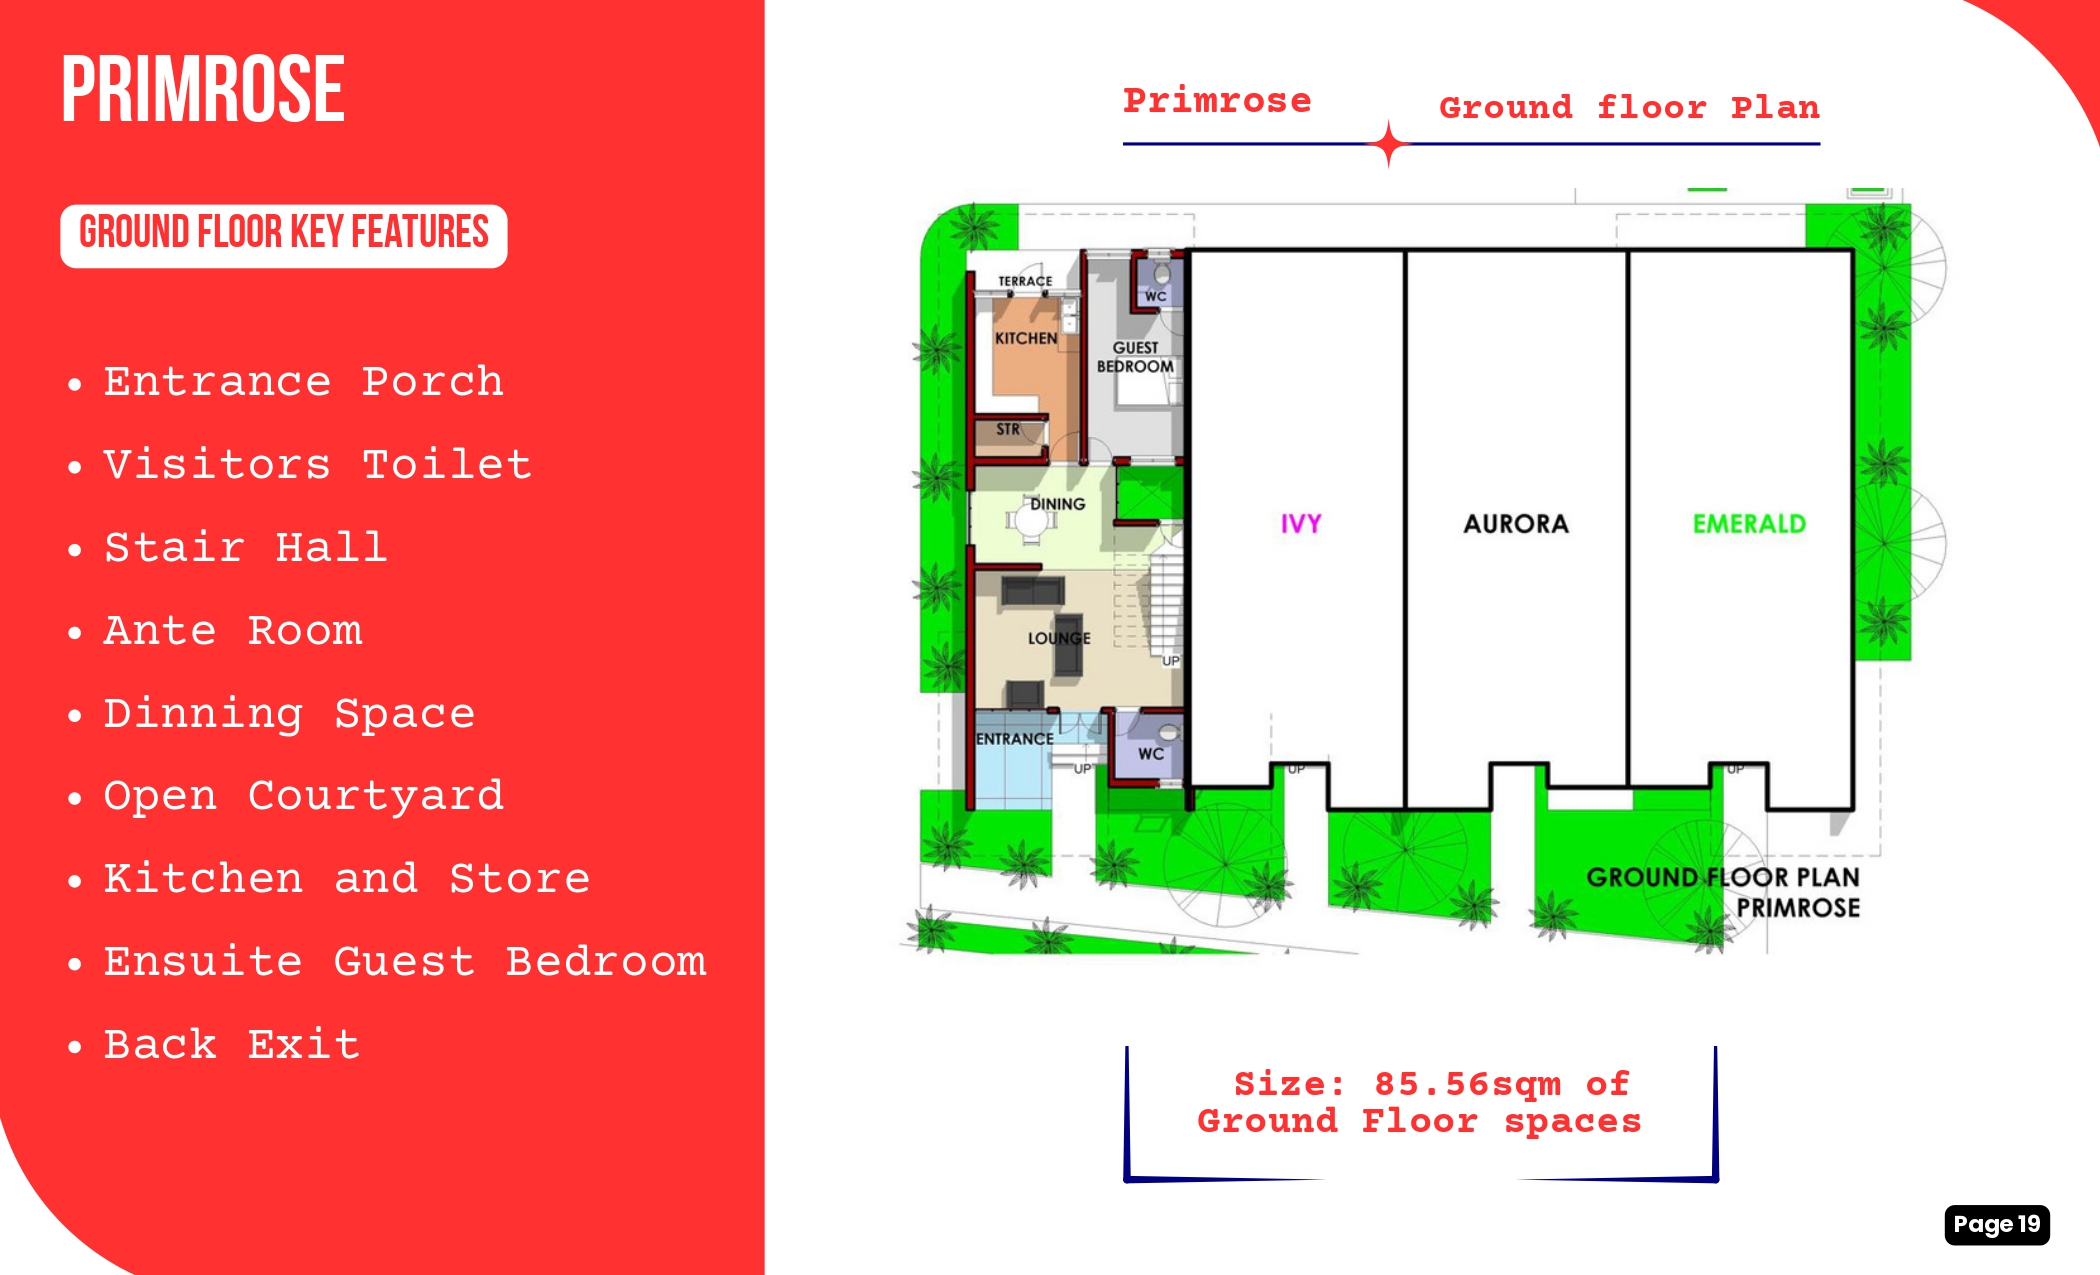 PRIMROSE
GROUND FLOOR KEY FEATURES
• Entrance Porch
• Visitors Toilet
• Stair Hall
• Ante Room
• Dinning Space
• Open Courtyard
• Kitchen and Store
• Ensuite Guest Bedroom
• Back Exit
Primrose
Ground floor Plan
TERRACE
WC
KITCHEN
GUEST
BEDROOM
STR
DINING
LOUNGE
UP
ENTRANCE
UP
WC
IVY
AURORA
EMERALD
UP
UP
GROUND FLOOR PLAN
PRIMROSE
Size: 85.56sqm of
Ground Floor spaces
Page 19